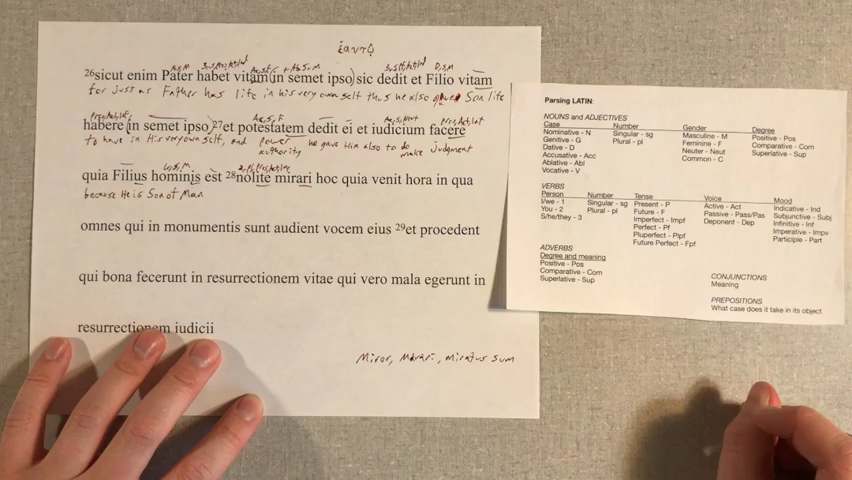 ἑαυτῷ
N,S,M
²⁶sicut enim Pater habet vitam (in semet ipso) sic dedit et Filio vitam
for just as Father has life in his very own self thus he also gave Son life
habere (in semet ipso) ²⁷et potestatem dedit ei et iudicium facere
to have in His very own self, and power he gave Him also to do judgment
authority make
quia Filius hominis est ²⁸nolite mirari hoc quia venit hora in qua
because He is Son of Man
omnes qui in monumentis sunt audient vocem eius ²⁹et procedent
qui bona fecerunt in resurrectionem vitae qui vero mala egerunt in
resurrectionem iudicii
Miror, Mirari, miratus sum
Parsing LATIN:
NOUNS and ADJECTIVES
Case Number Gender Degree
Nominative - N Singular - sg Masculine - M Positive - Pos
Genitive - G Plural - pl Feminine - F Comparative - Com
Dative - D Neuter - Neut Superlative - Sup
Accusative - Acc Common - C
Ablative - Abl
Vocative - V
VERBS
Person Number Tense Voice Mood
I/we - 1 Singular - sg Present - P Active - Act Indicative - Ind
You - 2 Plural - pl Future - F Passive - Pass/Pas Subjunctive - Subj
S/he/they - 3 Imperfect - Impf Deponent - Dep Infinitive - Inf
Perfect - Pf Imperative - Impv
Pluperfect - Plpf Participle - Part
Future Perfect - Fpf
ADVERBS
Degree and meaning
Positive - Pos
Comparative - Com
Superlative - Sup
CONJUNCTIONS
Meaning
PREPOSITIONS
What case does it take in its object